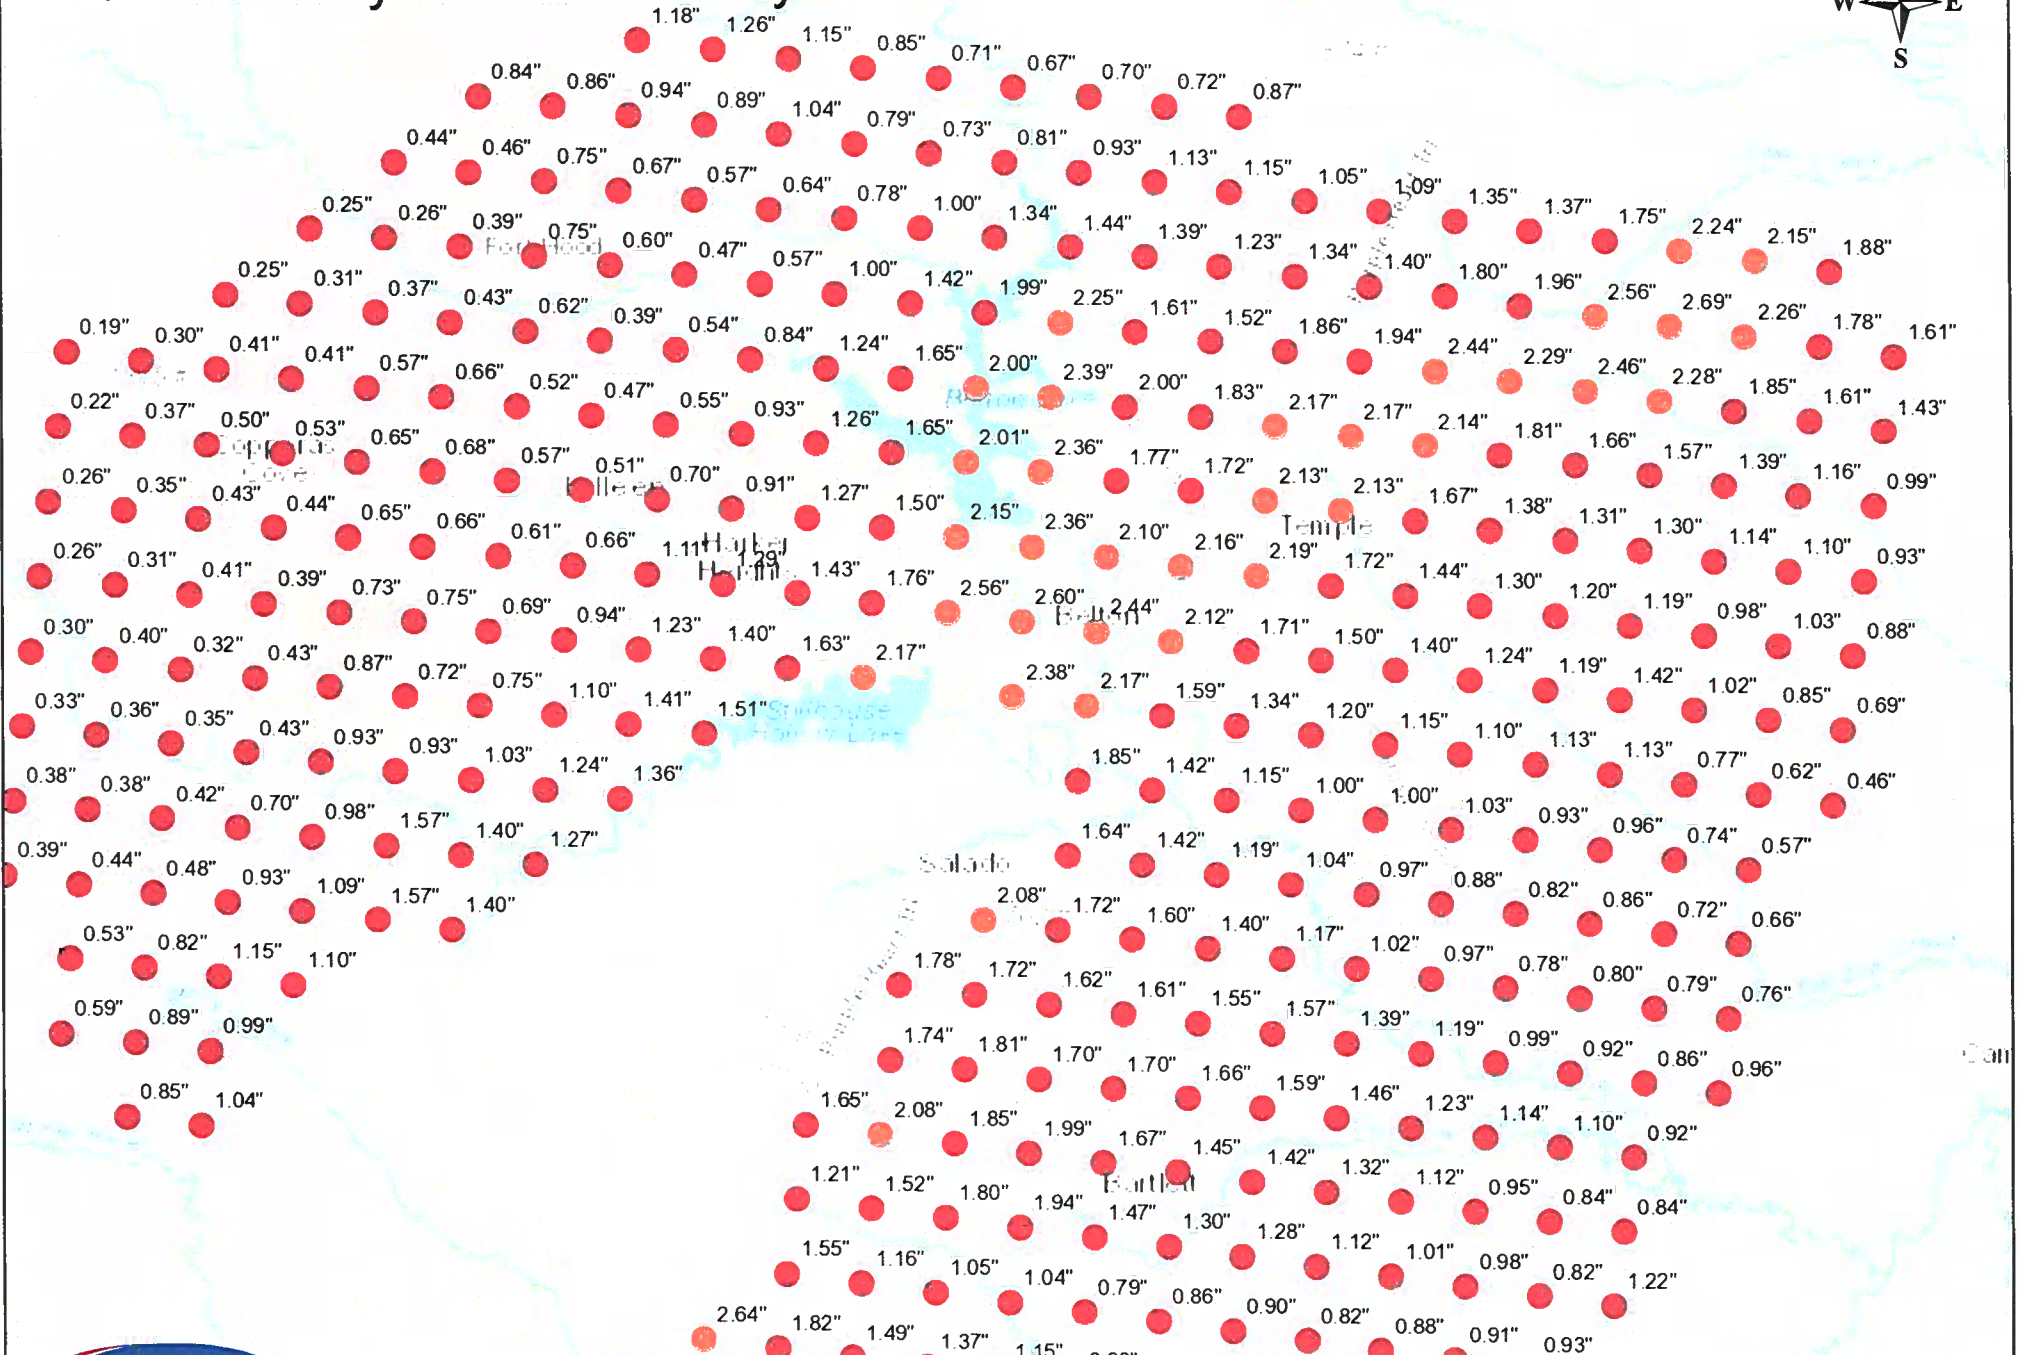 W E
S
1.18" 1.26" 1.15" 0.85" 0.71" 0.67" 0.70" 0.72" 0.87"
0.84" 0.86" 0.94" 0.89" 1.04" 0.79" 0.73" 0.81" 0.93" 1.13" 1.15" 1.05" 1.09" 1.35" 1.37" 1.75" 2.24" 2.15" 1.88"
0.44" 0.46" 0.75" 0.67" 0.57" 0.64" 0.78" 1.00" 1.34" 1.44" 1.39" 1.23" 1.34" 1.40" 1.80" 1.96" 2.56" 2.69" 2.26" 1.78" 1.61"
0.25" 0.26" 0.39" 0.75" 0.60" 0.47" 0.57" 1.00" 1.42" 1.99" 2.25" 1.61" 1.52" 1.86" 1.94" 2.44" 2.29" 2.46" 2.28" 1.85" 1.61" 1.43"
Fort Hood
0.25" 0.31" 0.37" 0.43" 0.62" 0.39" 0.54" 0.84" 1.24" 1.65" 2.00" 2.39" 2.00" 1.83" 2.17" 2.17" 2.14" 1.81" 1.66" 1.57" 1.39" 1.16" 0.99"
0.19" 0.30" 0.41" 0.41" 0.57" 0.66" 0.52" 0.47" 0.55" 0.93" 1.26" 1.65" 2.01" 2.36" 1.77" 1.72" 2.13" 2.13" 1.67" 1.38" 1.31" 1.30" 1.14" 1.10" 0.93"
0.22" 0.37" 0.50" 0.53" 0.65" 0.68" 0.57" 0.51" 0.70" 0.91" 1.27" 1.50" 2.15" 2.36" 2.10" 2.16" 2.19" 1.72" 1.44" 1.30" 1.20" 1.19" 0.98" 1.03" 0.88"
Copperas
Cove
Killeen
Temple
0.26" 0.35" 0.43" 0.44" 0.65" 0.66" 0.61" 0.66" 1.11" 1.29" 1.43" 1.76" 2.56" 2.60" 2.44" 2.12" 1.71" 1.50" 1.40" 1.24" 1.19" 1.42" 1.02" 0.85" 0.69"
Harker
Heights
Belton
0.26" 0.31" 0.41" 0.39" 0.73" 0.75" 0.69" 0.94" 1.23" 1.40" 1.63" 2.17" 2.38" 2.17" 1.59" 1.34" 1.20" 1.15" 1.10" 1.13" 1.13" 0.77" 0.62" 0.46"
0.30" 0.40" 0.32" 0.43" 0.87" 0.72" 0.75" 1.10" 1.41" 1.51" 1.85" 1.42" 1.15" 1.00" 1.00" 1.03" 0.93" 0.96" 0.74" 0.57"
Stillhouse
0.33" 0.36" 0.35" 0.43" 0.93" 0.93" 1.03" 1.24" 1.36" 1.64" 1.42" 1.19" 1.04" 0.97" 0.88" 0.82" 0.86" 0.72" 0.66"
Salado
0.38" 0.38" 0.42" 0.70" 0.98" 1.57" 1.40" 1.27" 2.08" 1.72" 1.60" 1.40" 1.17" 1.02" 0.97" 0.78" 0.80" 0.79" 0.76"
0.39" 0.44" 0.48" 0.93" 1.09" 1.57" 1.40" 1.78" 1.72" 1.62" 1.61" 1.55" 1.57" 1.39" 1.19" 0.99" 0.92" 0.86" 0.96"
0.53" 0.82" 1.15" 1.10" 1.74" 1.81" 1.70" 1.70" 1.66" 1.59" 1.46" 1.23" 1.14" 1.10" 0.92"
0.59" 0.89" 0.99" 1.65" 2.08" 1.85" 1.99" 1.67" 1.45" 1.42" 1.32" 1.12" 0.95" 0.84" 0.84"
Bartlett
0.85" 1.04" 1.21" 1.52" 1.80" 1.94" 1.47" 1.30" 1.28" 1.12" 1.01" 0.98" 0.82" 1.22"
1.55" 1.16" 1.05" 1.04" 0.79" 0.86" 0.90" 0.82" 0.88" 0.91" 0.93"
2.64" 1.82" 1.49" 1.37" 1.15"